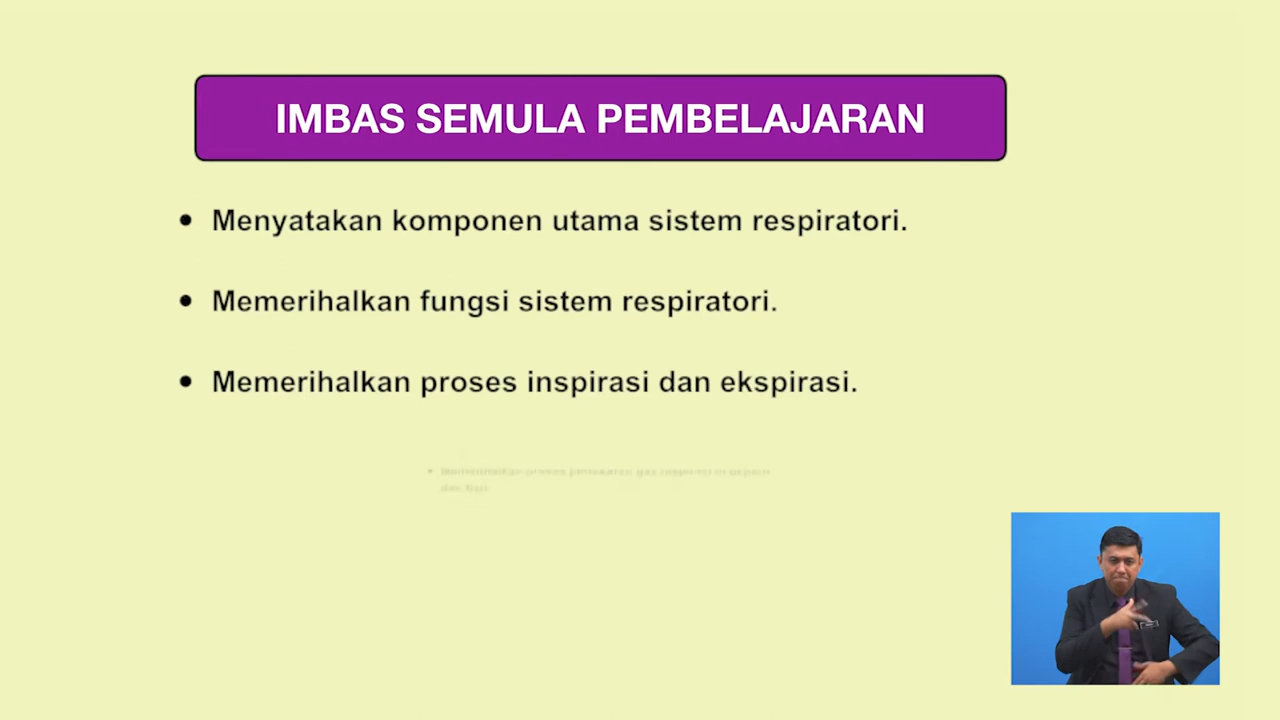 IMBAS SEMULA PEMBELAJARAN
• Menyatakan komponen utama sistem respiratori.
• Memerihalkan fungsi sistem respiratori.
• Memerihalkan proses inspirasi dan ekspirasi.